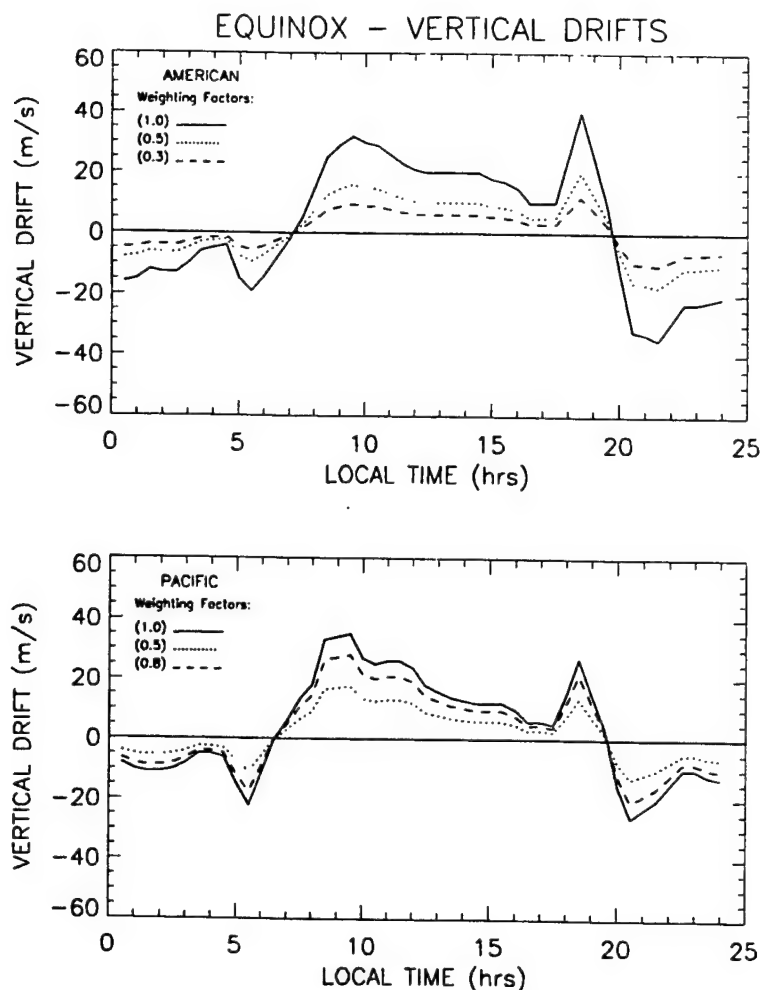 EQUINOX – VERTICAL DRIFTS
AMERICAN
Weighting Factors:
(1.0)
(0.5)
(0.3)
VERTICAL DRIFT (m/s)
60
40
20
0
−20
−40
−60
0 5 10 15 20 25
LOCAL TIME (hrs)
PACIFIC
Weighting Factors:
(1.0)
(0.5)
(0.8)
VERTICAL DRIFT (m/s)
60
40
20
0
−20
−40
−60
0 5 10 15 20 25
LOCAL TIME (hrs)